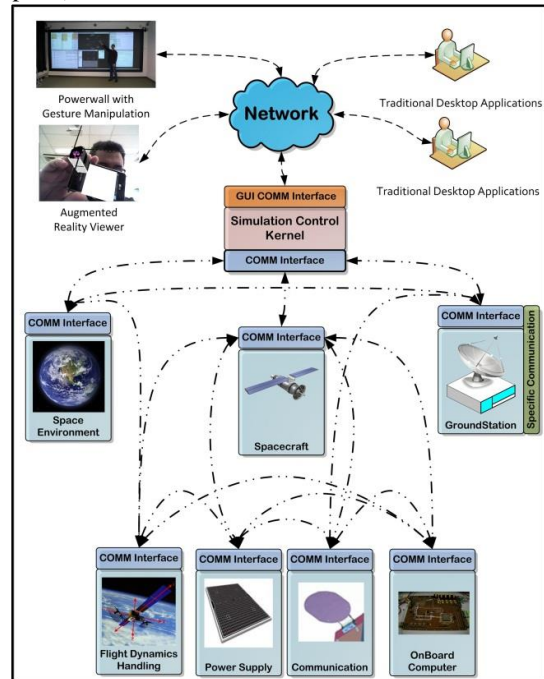 Powerwall with
Gesture Manipulation
Traditional Desktop Applications
Network
Augmented
Reality Viewer
Traditional Desktop Applications
GUI COMM Interface
Simulation Control
Kernel
COMM Interface
COMM Interface
Space
Environment
COMM Interface
Spacecraft
COMM Interface
GroundStation
Specific Communication
COMM Interface
Flight Dynamics
Handling
COMM Interface
Power Supply
COMM Interface
Communication
COMM Interface
OnBoard
Computer